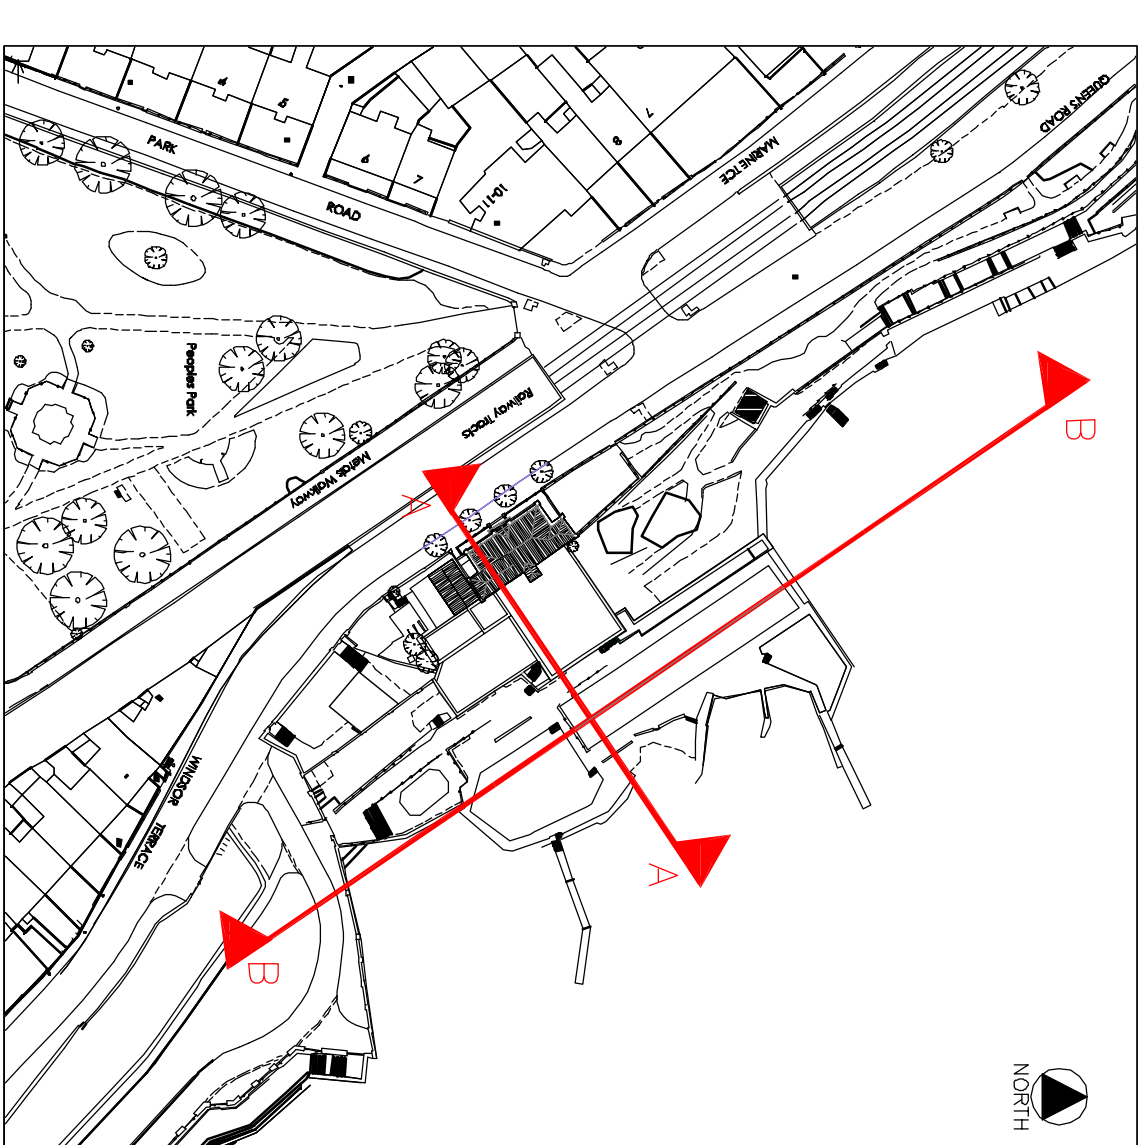 QUEENS ROAD
MARINE TCE
PARK
ROAD
4
5
6
7
10-11
8
7
Peoples Park
Railway Tracks
Metals Walkway
WINDSOR
TERRACE
A
A
B
B
NORTH